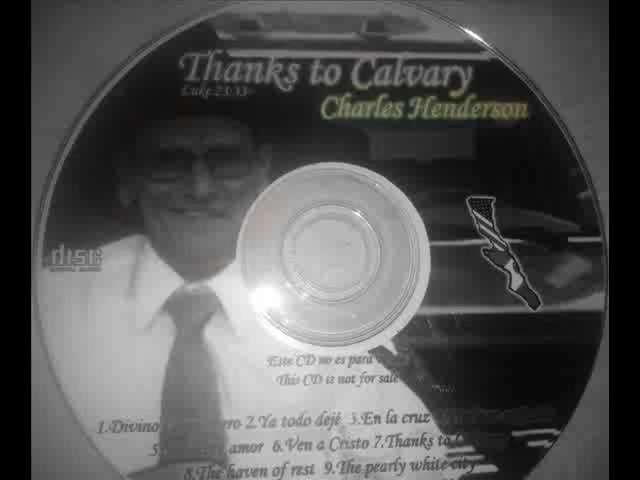 Thanks to Calvary
Luke 23:33
Charles Henderson
disc
Este CD no es para
This CD is not for sale
1.Divino 2.Ya todo dejé 3.En la cruz
amor 6.Ven a Cristo 7.Thanks to
8.The haven of rest 9.The pearly white city